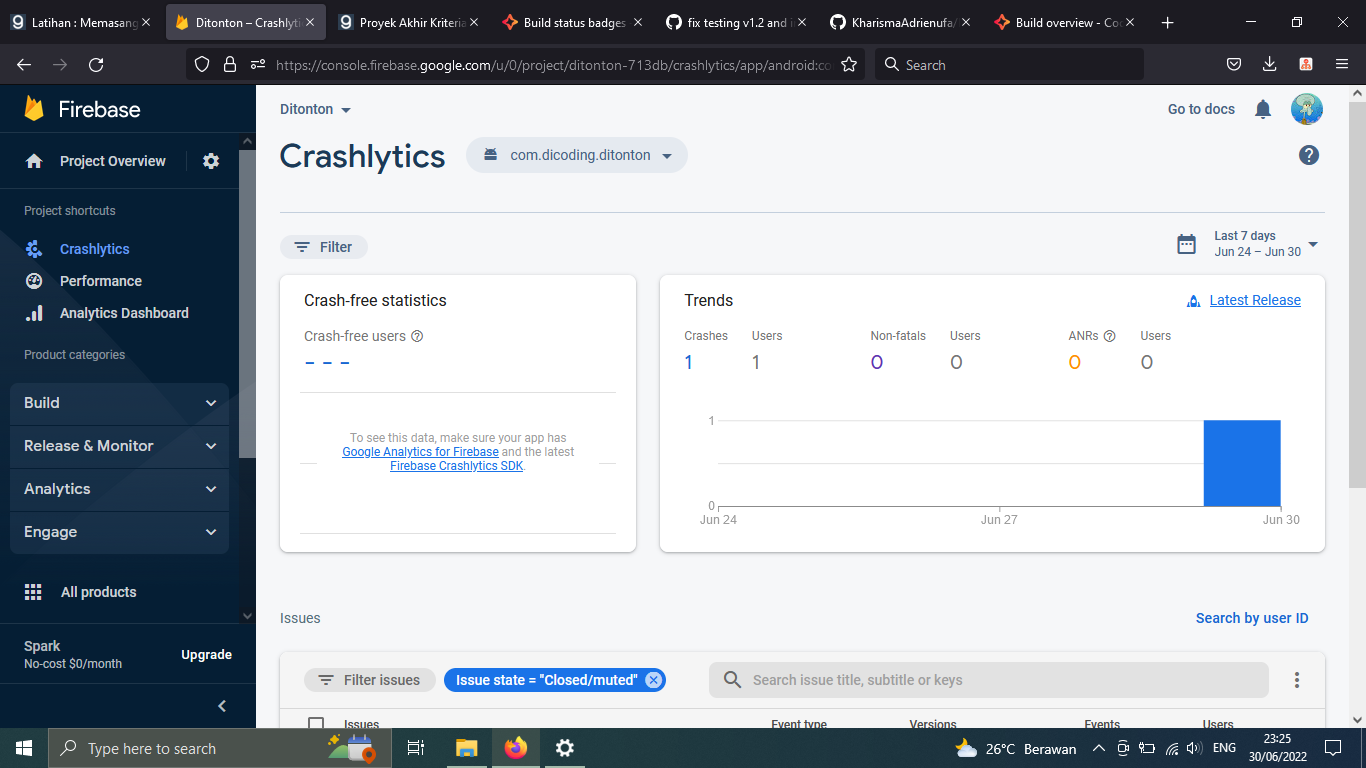 Latihan : Memasang
Ditonton – Crashlytic
Proyek Akhir Kriteria
Build status badges
fix testing v1.2 and i
KharismaAdrienufa/
Build overview - Co
https://console.firebase.google.com/u/0/project/ditonton-713db/crashlytics/app/android:co
Search
Firebase
Project Overview
Project shortcuts
Crashlytics
Performance
Analytics Dashboard
Product categories
Build
Release & Monitor
Analytics
Engage
All products
Spark
No-cost $0/month
Upgrade
Ditonton
Go to docs
Crashlytics
com.dicoding.ditonton
Filter
Last 7 days
Jun 24 – Jun 30
Crash-free statistics
Crash-free users
– – –
To see this data, make sure your app has
Google Analytics for Firebase and the latest
Firebase Crashlytics SDK.
Trends
Latest Release
Crashes Users Non-fatals Users ANRs Users
1 1 0 0 0 0
1
0
Jun 24 Jun 27 Jun 30
Issues
Search by user ID
Filter issues
Issue state = "Closed/muted"
Search issue title, subtitle or keys
Issues Event type Versions Events Users
Type here to search
26°C Berawan
ENG
23:25
30/06/2022